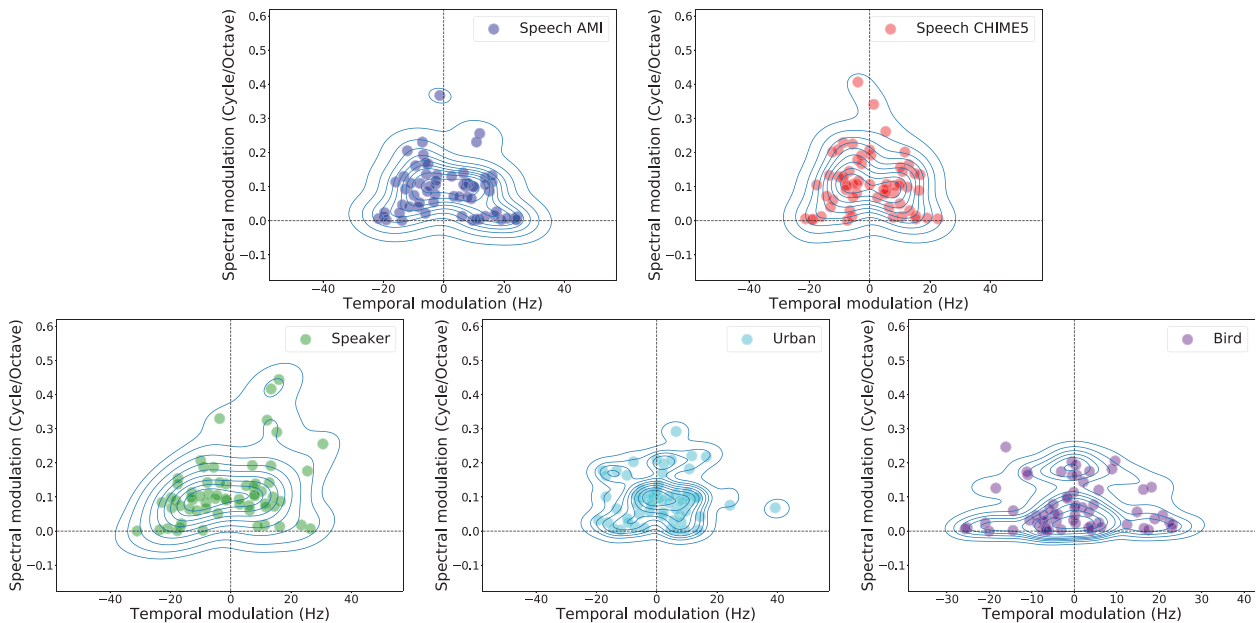 0.6
0.5
0.4
0.3
0.2
0.1
0.0
−0.1
Spectral modulation (Cycle/Octave)
Speech AMI
−40 −20 0 20 40
Temporal modulation (Hz)
0.6
0.5
0.4
0.3
0.2
0.1
0.0
−0.1
Spectral modulation (Cycle/Octave)
Speech CHIME5
−40 −20 0 20 40
Temporal modulation (Hz)
0.6
0.5
0.4
0.3
0.2
0.1
0.0
−0.1
Spectral modulation (Cycle/Octave)
Speaker
−40 −20 0 20 40
Temporal modulation (Hz)
0.6
0.5
0.4
0.3
0.2
0.1
0.0
−0.1
Spectral modulation (Cycle/Octave)
Urban
−40 −20 0 20 40
Temporal modulation (Hz)
0.6
0.5
0.4
0.3
0.2
0.1
0.0
−0.1
Spectral modulation (Cycle/Octave)
Bird
−30 −20 −10 0 10 20 30 40
Temporal modulation (Hz)